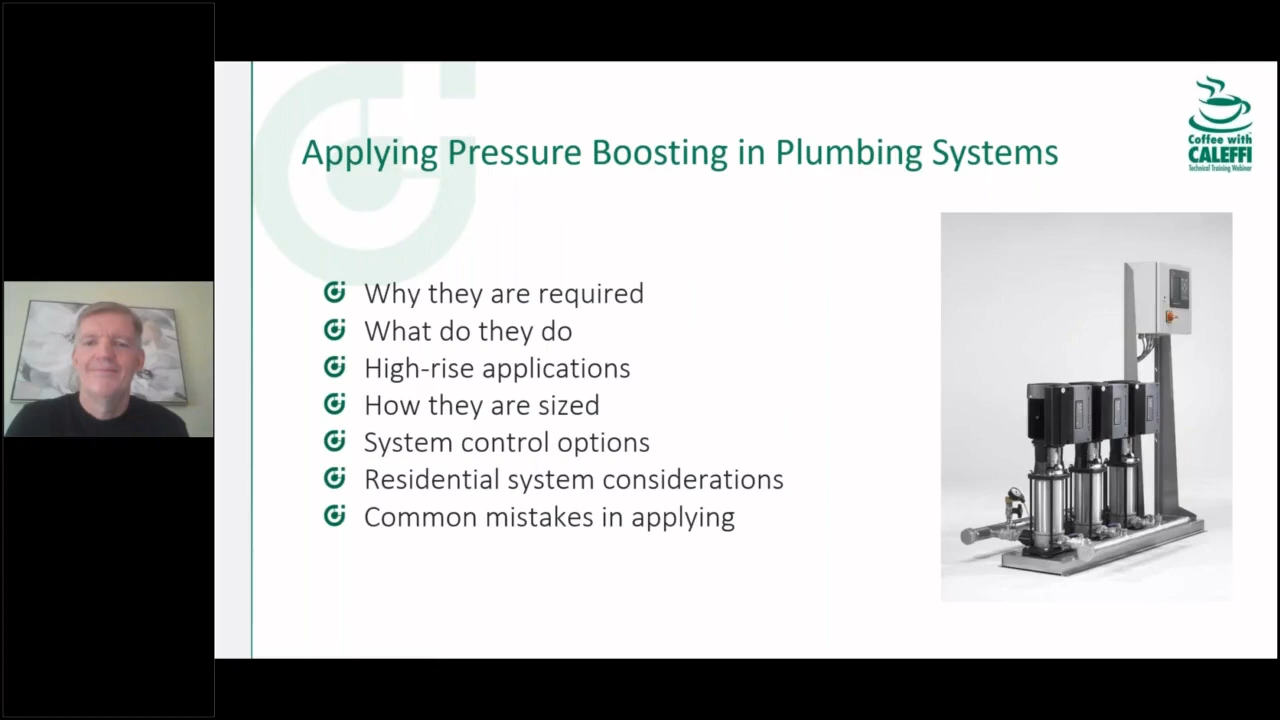 Applying Pressure Boosting in Plumbing Systems
Coffee with
CALEFFI
Technical Training Webinar
Why they are required
What do they do
High-rise applications
How they are sized
System control options
Residential system considerations
Common mistakes in applying